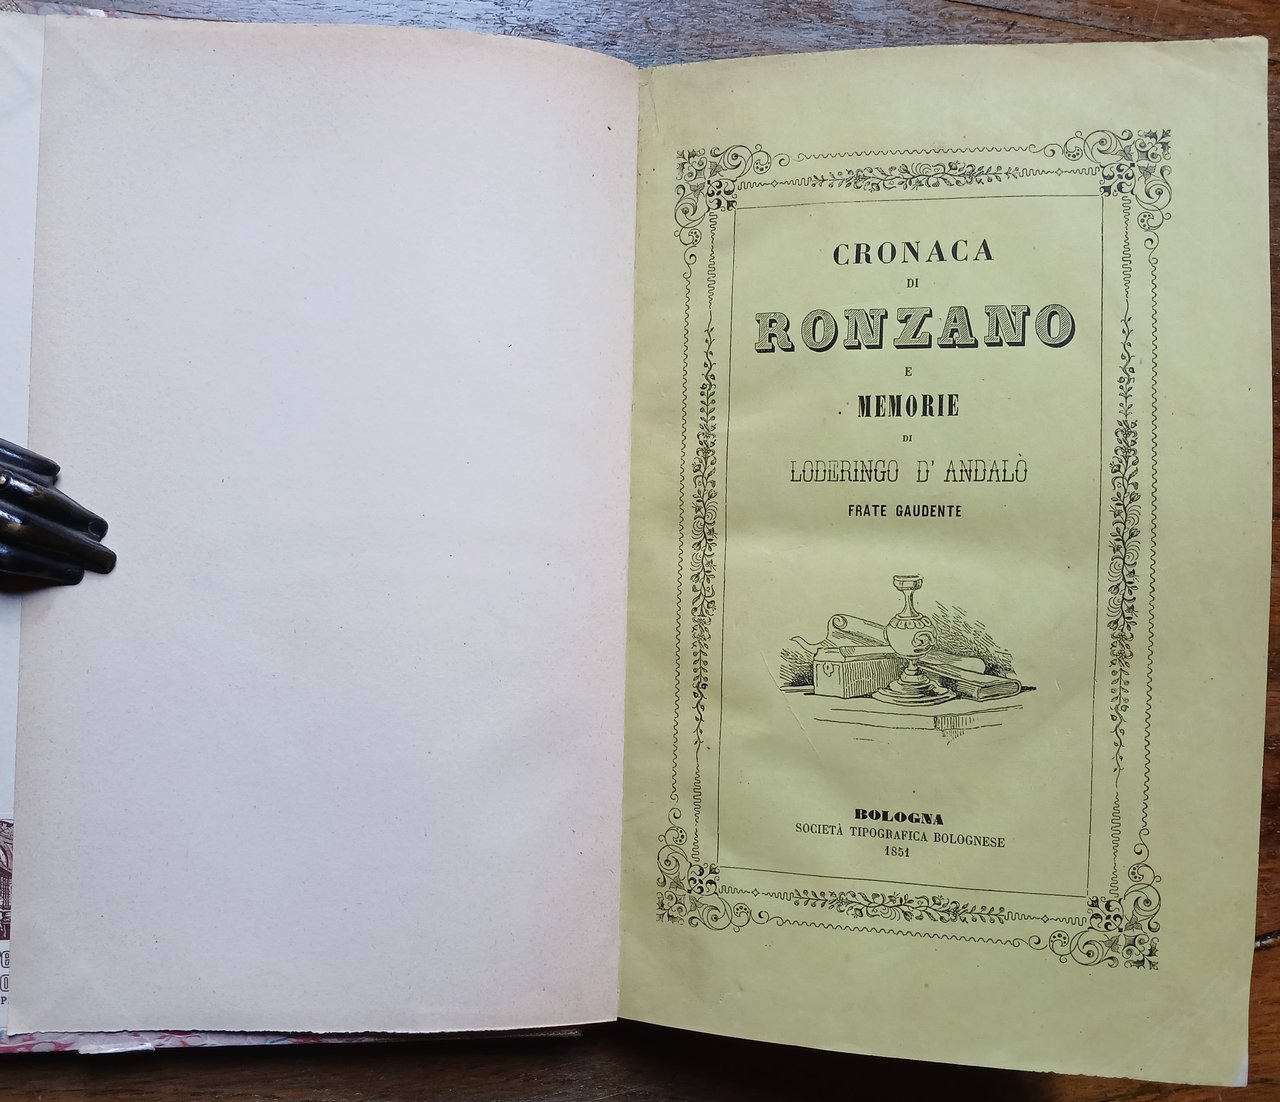 CRONACA
DI
RONZANO
E
MEMORIE
DI
LODERINGO D' ANDALÒ
FRATE GAUDENTE
BOLOGNA
SOCIETÀ TIPOGRAFICA BOLOGNESE
1851